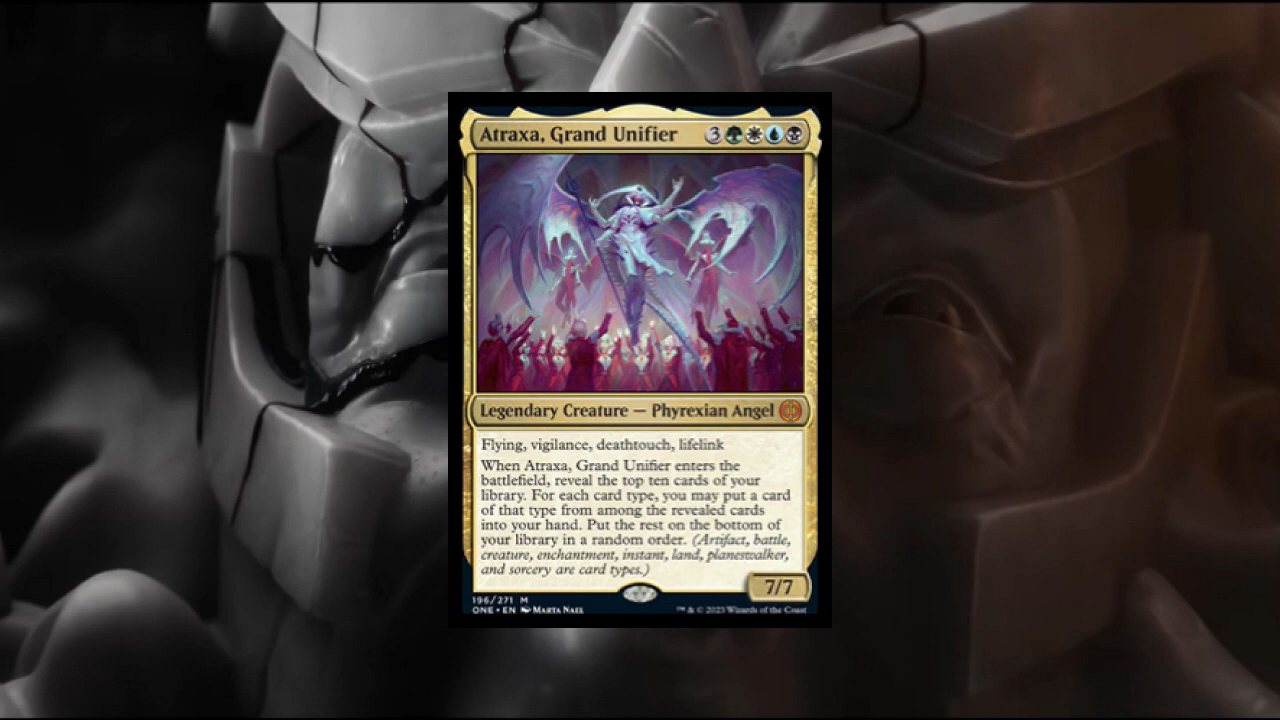 Atraxa, Grand Unifier 3
Legendary Creature — Phyrexian Angel
Flying, vigilance, deathtouch, lifelink
When Atraxa, Grand Unifier enters the
battlefield, reveal the top ten cards of your
library. For each card type, you may put a card
of that type from among the revealed cards
into your hand. Put the rest on the bottom of
your library in a random order. (Artifact, battle,
creature, enchantment, instant, land, planeswalker,
and sorcery are card types.)
7/7
196/271 M
ONE • EN Marta Nael
™ & © 2023 Wizards of the Coast